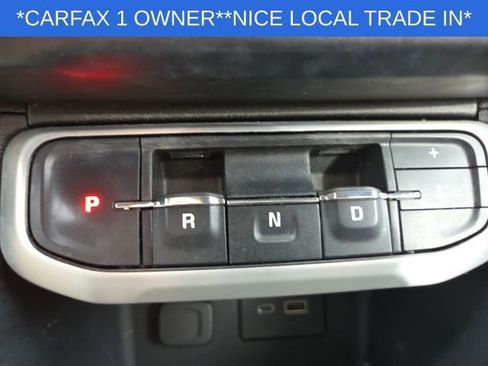 *CARFAX 1 OWNER**NICE LOCAL TRADE IN*
P R N D +